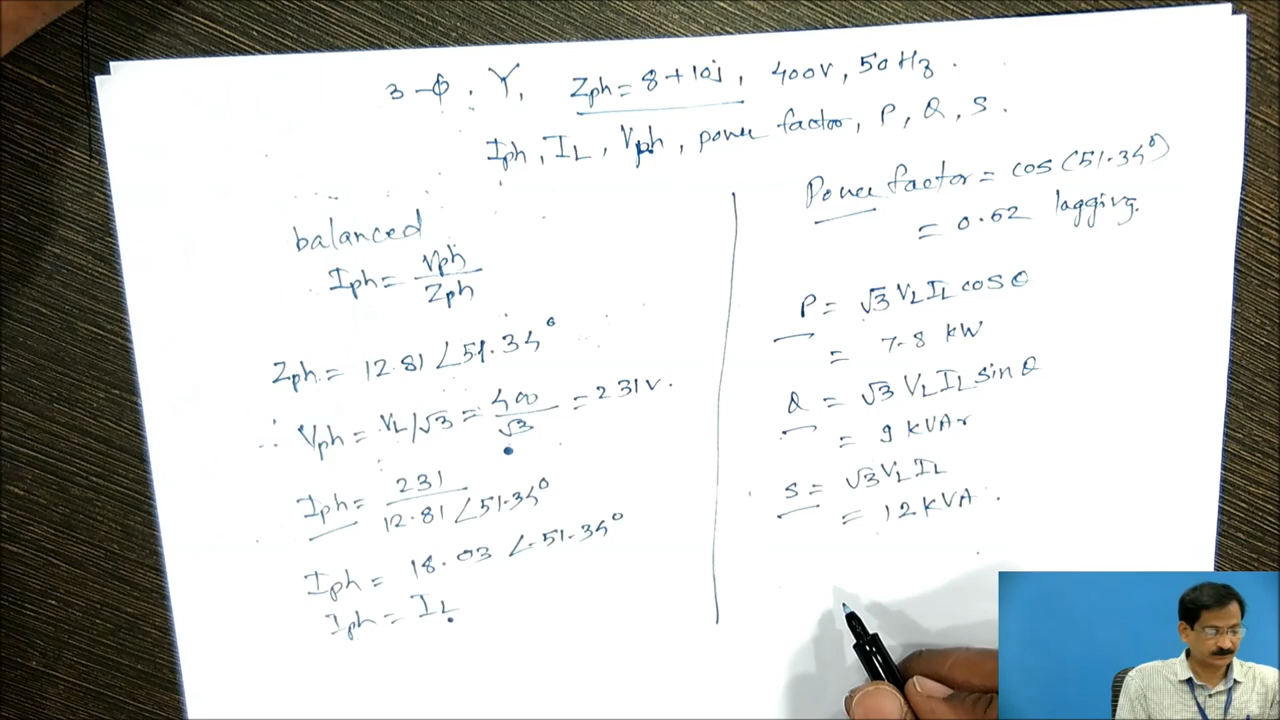 3-φ, Y, Zph = 8+10j, 400V, 50Hz.
Iph, IL, Vph, power factor, P, Q, S.
balanced
Iph = Vph / Zph
Zph = 12.81 ∠51.34°
∴ Vph = VL/√3 = 400/√3 = 231V.
Iph = 231 / 12.81 ∠51.34°
Iph = 18.03 ∠-51.34°
Iph = IL
Power factor = cos(51.34°)
= 0.62 lagging.
P = √3 VL IL cos θ
= 7.8 kW
Q = √3 VL IL sin θ
= 9 kVAr
S = √3 VL IL
= 12 kVA.